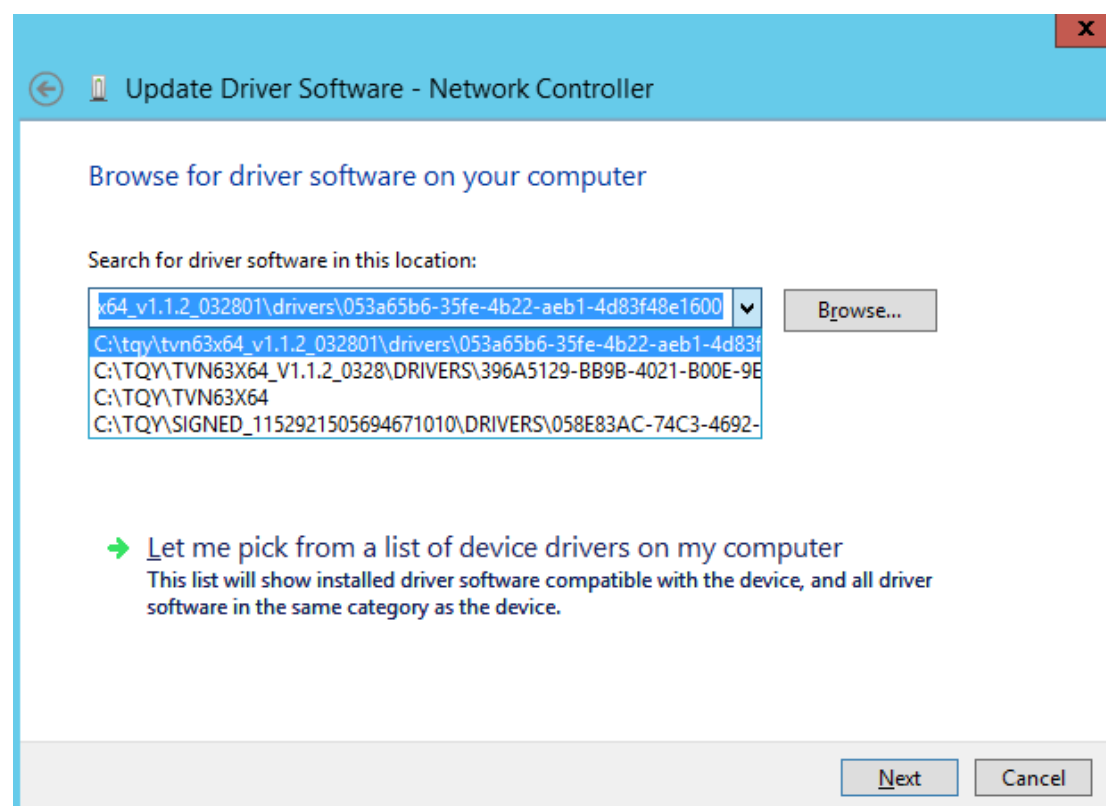 x
Update Driver Software - Network Controller
Browse for driver software on your computer
Search for driver software in this location:
x64_v1.1.2_032801\drivers\053a65b6-35fe-4b22-aeb1-4d83f48e1600
Browse...
C:\tqy\tvn63x64_v1.1.2_032801\drivers\053a65b6-35fe-4b22-aeb1-4d83f
C:\TQY\TVN63X64_V1.1.2_0328\DRIVERS\396A5129-BB9B-4021-B00E-9E
C:\TQY\TVN63X64
C:\TQY\SIGNED_1152921505694671010\DRIVERS\058E83AC-74C3-4692-
Let me pick from a list of device drivers on my computer
This list will show installed driver software compatible with the device, and all driver
software in the same category as the device.
Next
Cancel